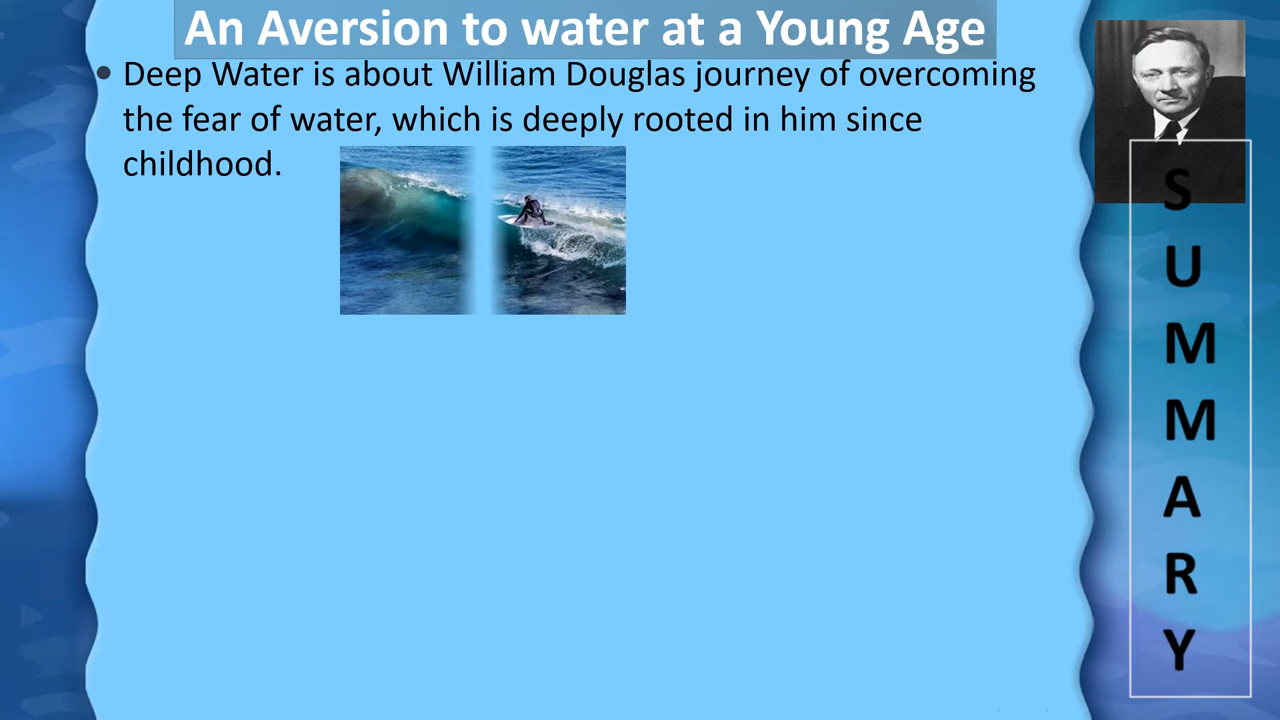 An Aversion to water at a Young Age
• Deep Water is about William Douglas journey of overcoming
the fear of water, which is deeply rooted in him since
childhood.
S
U
M
M
A
R
Y